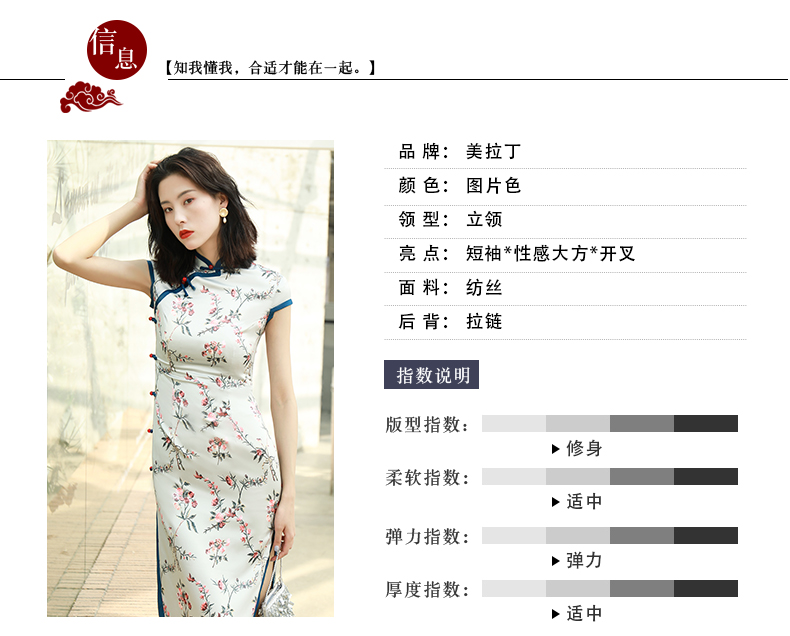 信息
【知我懂我，合适才能在一起。】
品 牌： 美拉丁
颜 色： 图片色
领 型： 立领
亮 点： 短袖*性感大方*开叉
面 料： 纺丝
后 背： 拉链
指数说明
版型指数：
▶修身
柔软指数：
▶适中
弹力指数：
▶弹力
厚度指数：
▶适中